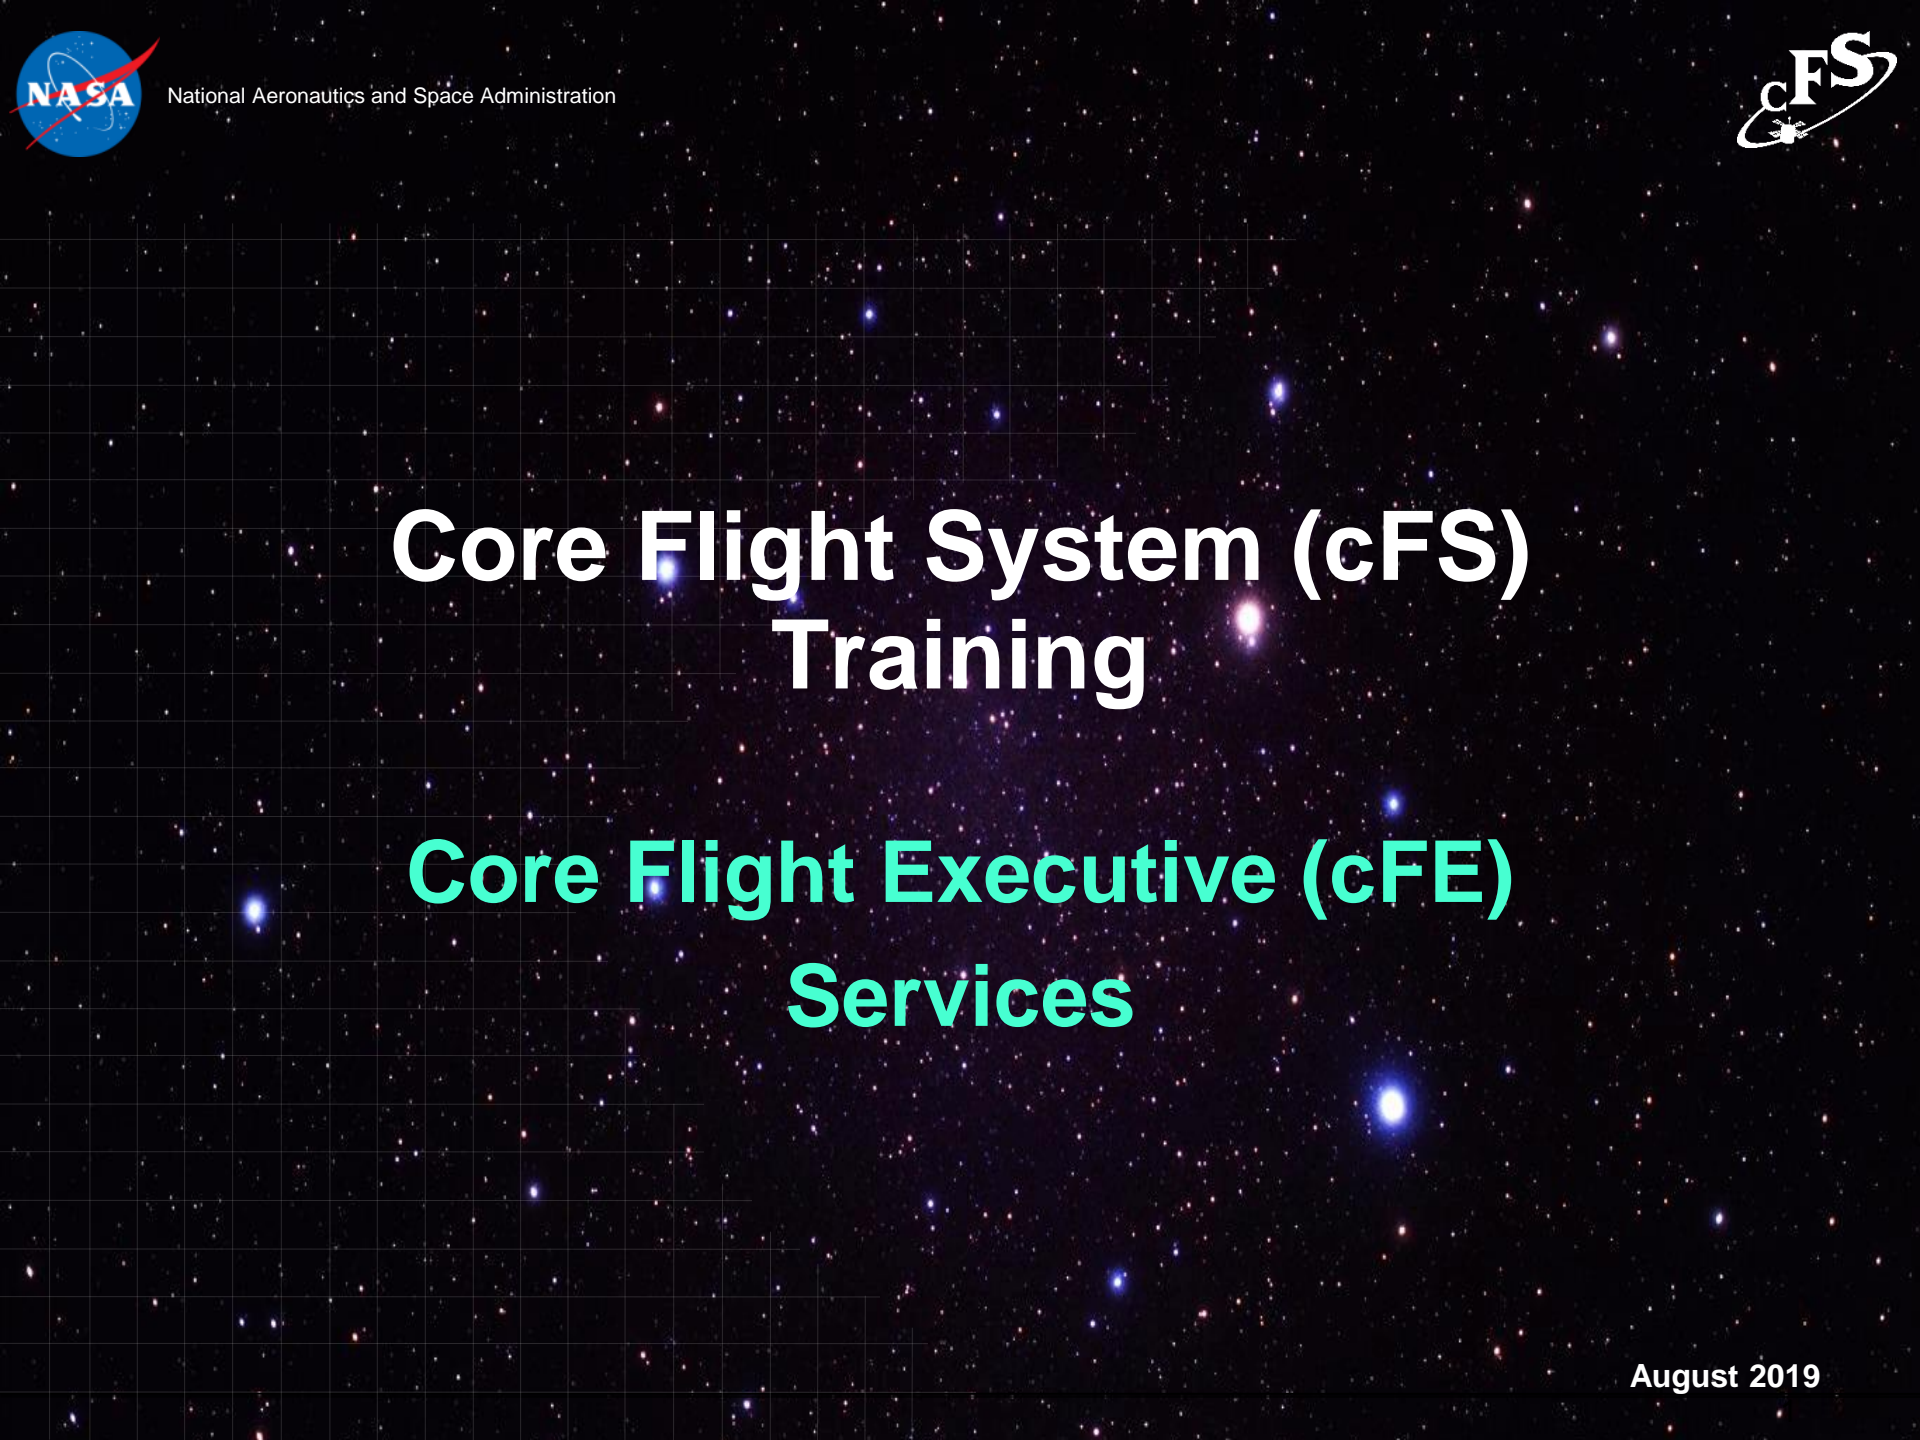 NASA
National Aeronautics and Space Administration
cFS
Core Flight System (cFS)
Training
Core Flight Executive (cFE)
Services
August 2019